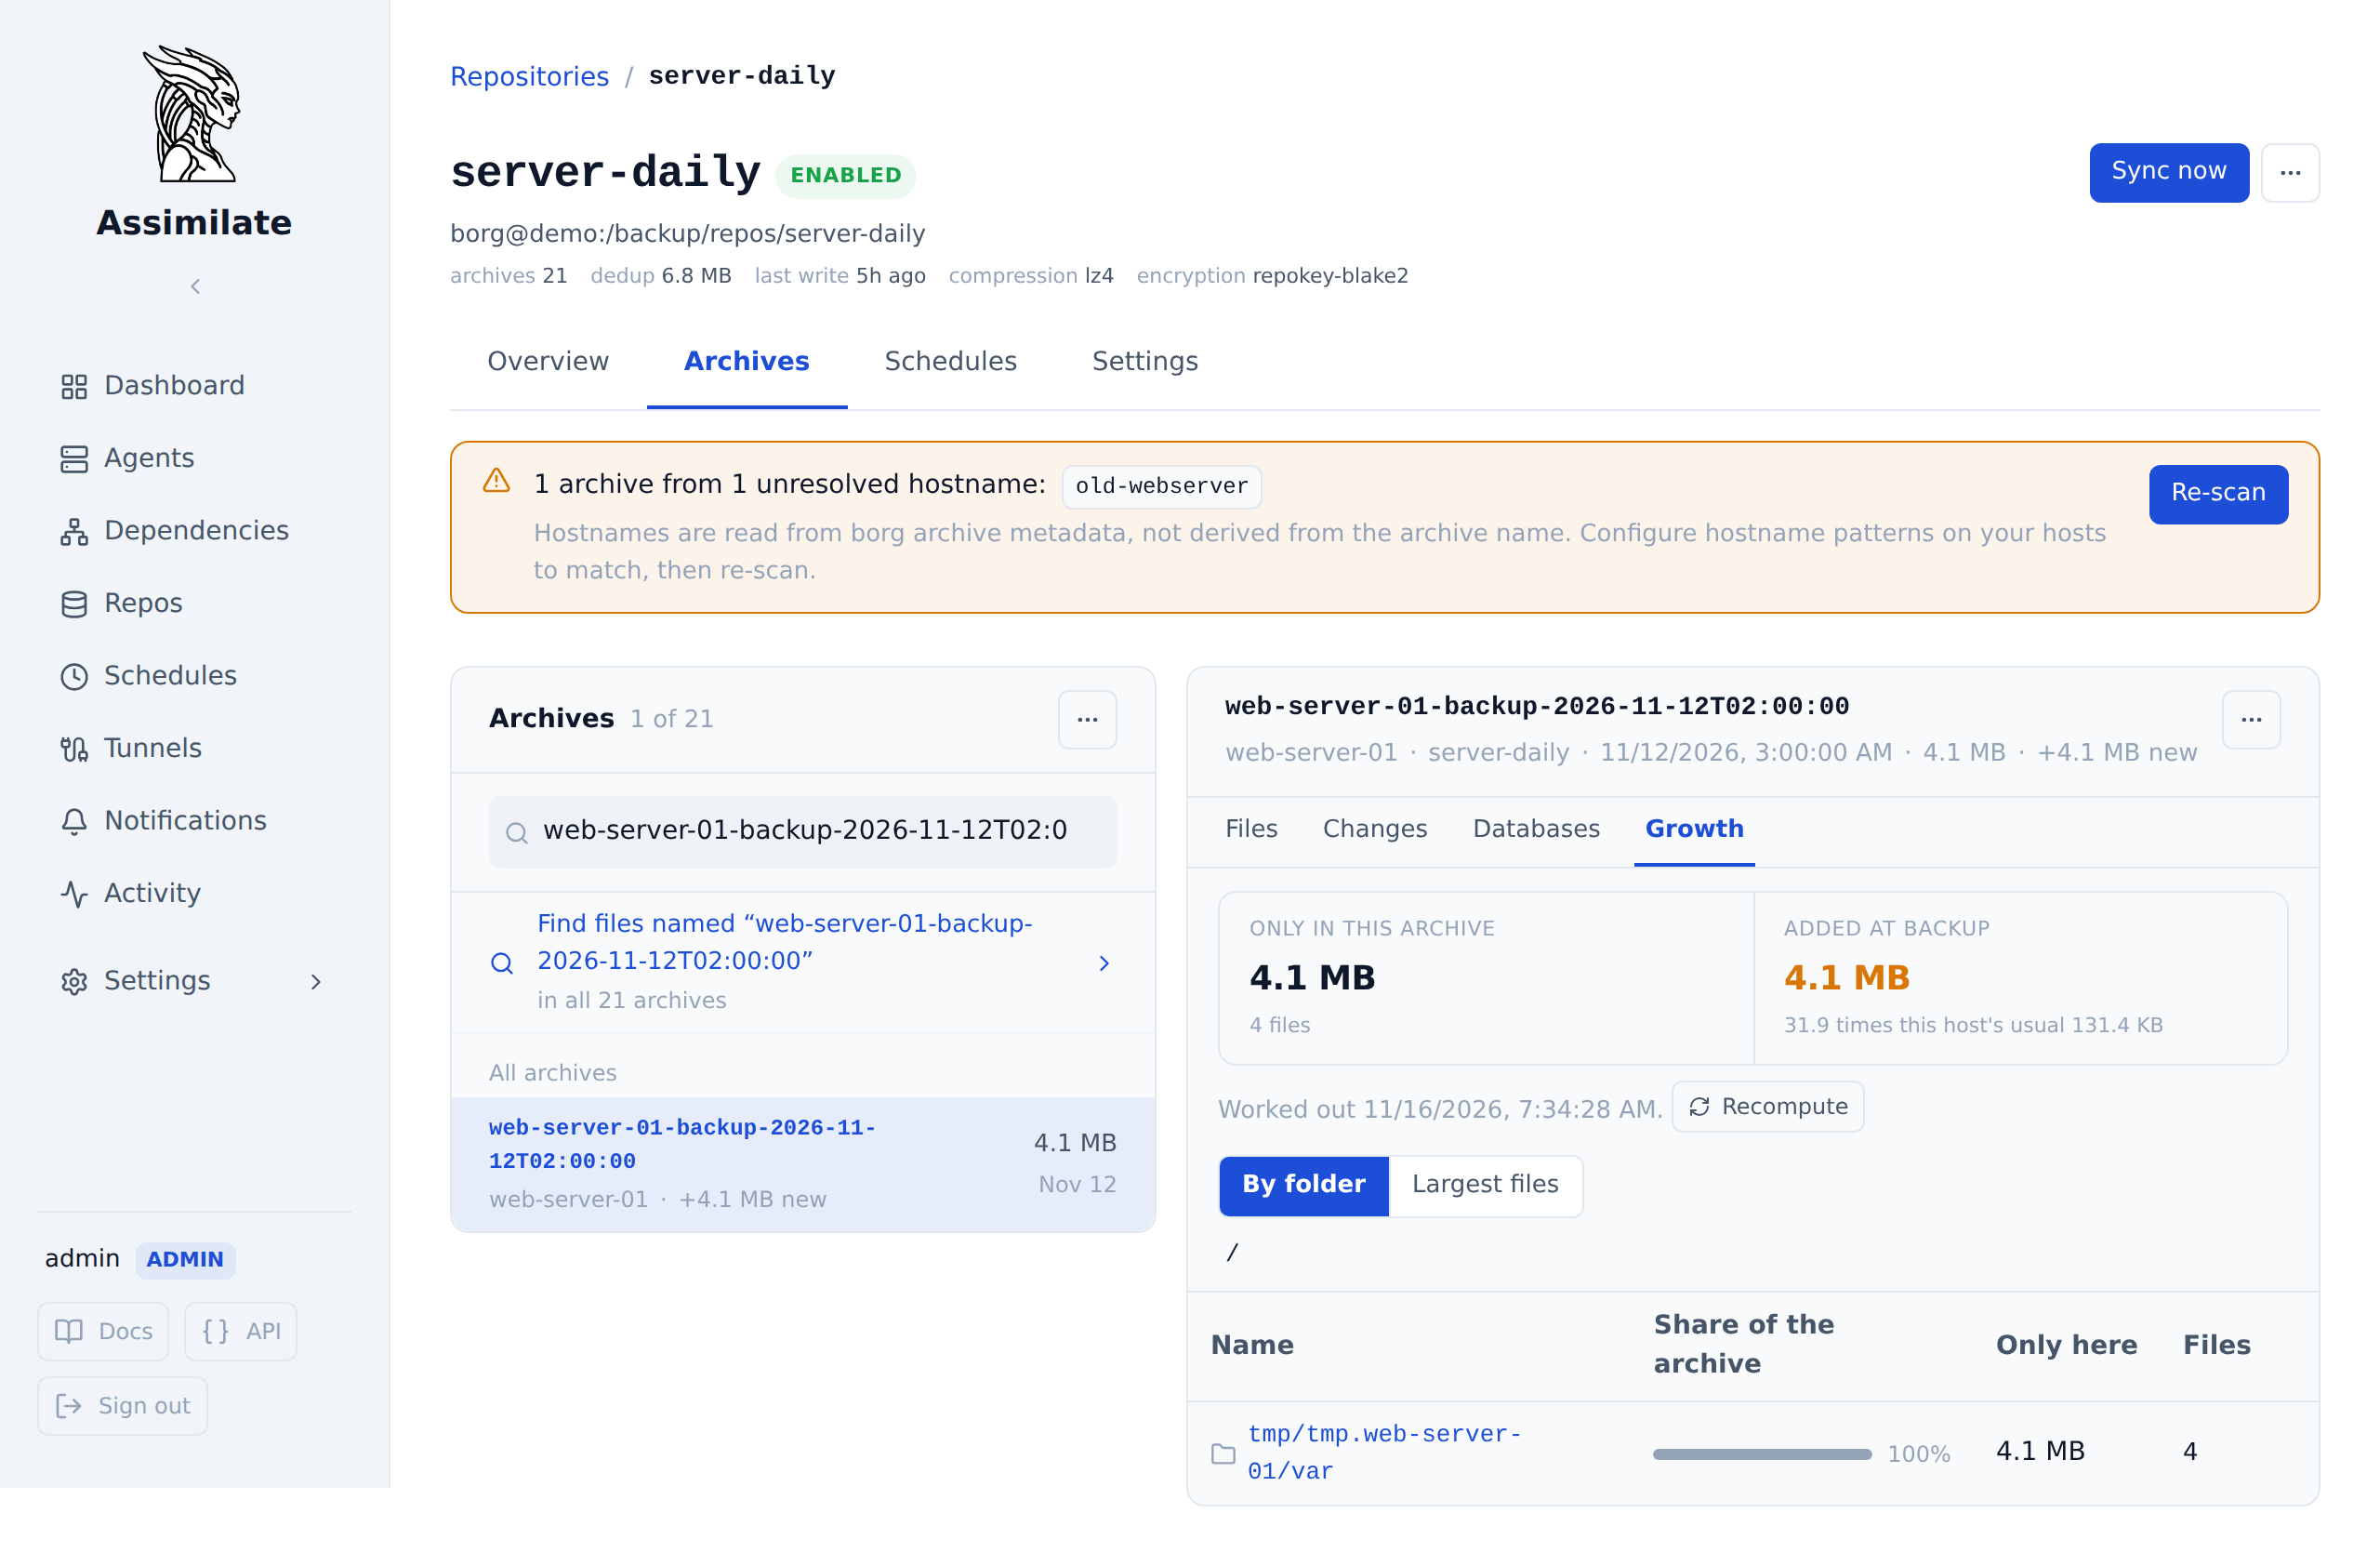 Assimilate
Dashboard
Agents
Dependencies
Repos
Schedules
Tunnels
Notifications
Activity
Settings
admin ADMIN
Docs
API
Sign out
Repositories / server-daily
server-daily ENABLED
Sync now
borg@demo:/backup/repos/server-daily
archives 21 dedup 6.8 MB last write 5h ago compression lz4 encryption repokey-blake2
Overview Archives Schedules Settings
1 archive from 1 unresolved hostname: old-webserver
Re-scan
Hostnames are read from borg archive metadata, not derived from the archive name. Configure hostname patterns on your hosts
to match, then re-scan.
Archives 1 of 21
web-server-01-backup-2026-11-12T02:0
Find files named “web-server-01-backup-
2026-11-12T02:00:00”
in all 21 archives
All archives
web-server-01-backup-2026-11-
12T02:00:00
4.1 MB
web-server-01 · +4.1 MB new
Nov 12
web-server-01-backup-2026-11-12T02:00:00
web-server-01 · server-daily · 11/12/2026, 3:00:00 AM · 4.1 MB · +4.1 MB new
Files Changes Databases Growth
ONLY IN THIS ARCHIVE
4.1 MB
4 files
ADDED AT BACKUP
4.1 MB
31.9 times this host's usual 131.4 KB
Worked out 11/16/2026, 7:34:28 AM. Recompute
By folder Largest files
/
Name
Share of the
archive
Only here
Files
tmp/tmp.web-server-
01/var
100%
4.1 MB
4